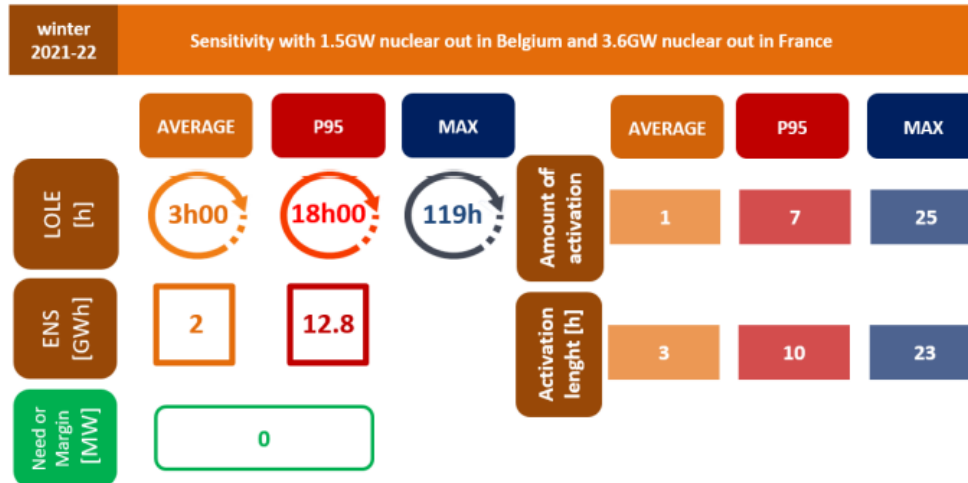 winter
2021-22
Sensitivity with 1.5GW nuclear out in Belgium and 3.6GW nuclear out in France
AVERAGE
P95
MAX
AVERAGE
P95
MAX
LOLE
[h]
3h00
18h00
119h
Amount of
activation
1
7
25
ENS
[GWh]
2
12.8
Activation
lenght [h]
3
10
23
Need or
Margin
[MW]
0